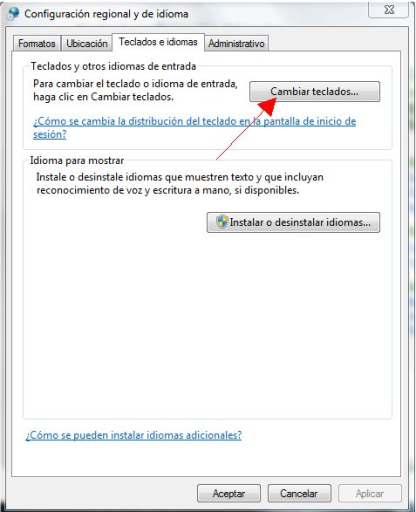 Configuración regional y de idioma
Formatos Ubicación Teclados e idiomas Administrativo
Teclados y otros idiomas de entrada
Para cambiar el teclado o idioma de entrada,
haga clic en Cambiar teclados.
Cambiar teclados...
¿Cómo se cambia la distribución del teclado en la pantalla de inicio de
sesión?
Idioma para mostrar
Instale o desinstale idiomas que muestren texto y que incluyan
reconocimiento de voz y escritura a mano, si disponibles.
Instalar o desinstalar idiomas...
¿Cómo se pueden instalar idiomas adicionales?
Aceptar Cancelar Aplicar